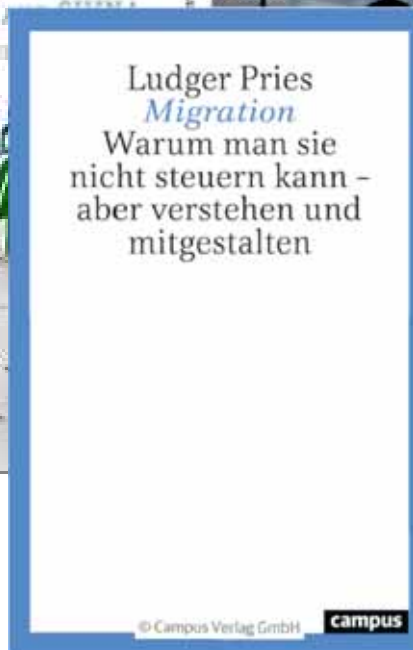 Ludger Pries
Migration
Warum man sie
nicht steuern kann –
aber verstehen und
mitgestalten
© Campus Verlag GmbH
campus